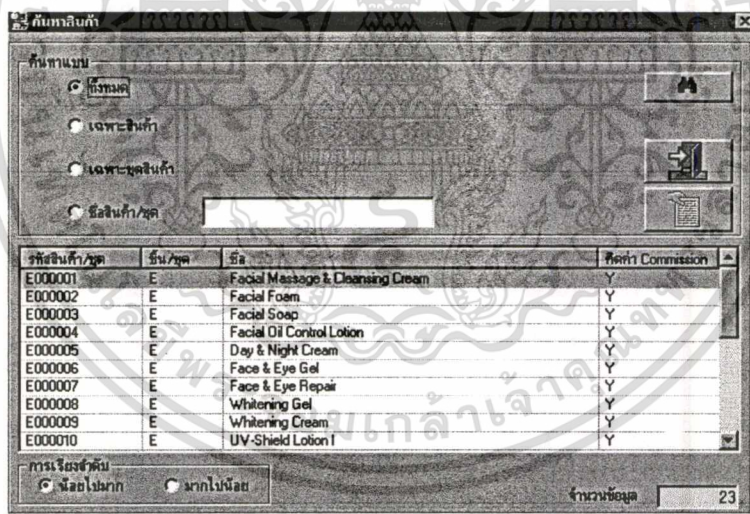 ค้นหาสินค้า
ค้นหาแบบ
ทั้งหมด
เฉพาะสินค้า
เฉพาะชุดสินค้า
ชื่อสินค้า/ชุด
รหัสสินค้า/ชุด ชิ้น/ชุด ชื่อ คิดค่า Commission
E000001 E Facial Massage & Cleansing Cream Y
E000002 E Facial Foam Y
E000003 E Facial Soap Y
E000004 E Facial Oil Control Lotion Y
E000005 E Day & Night Cream Y
E000006 E Face & Eye Gel Y
E000007 E Face & Eye Repair Y
E000008 E Whitening Gel Y
E000009 E Whitening Cream Y
E000010 E UV-Shield Lotion I Y
การเรียงลำดับ
น้อยไปมาก มากไปน้อย
จำนวนข้อมูล 23